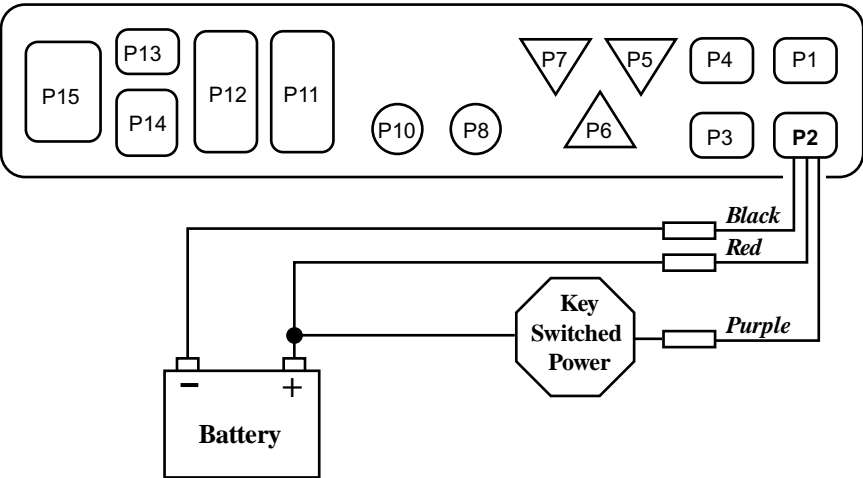 P15
P13
P14
P12
P11
P10
P8
P7
P5
P6
P4
P1
P3
P2
Black
Red
Purple
Key
Switched
Power
− +
Battery